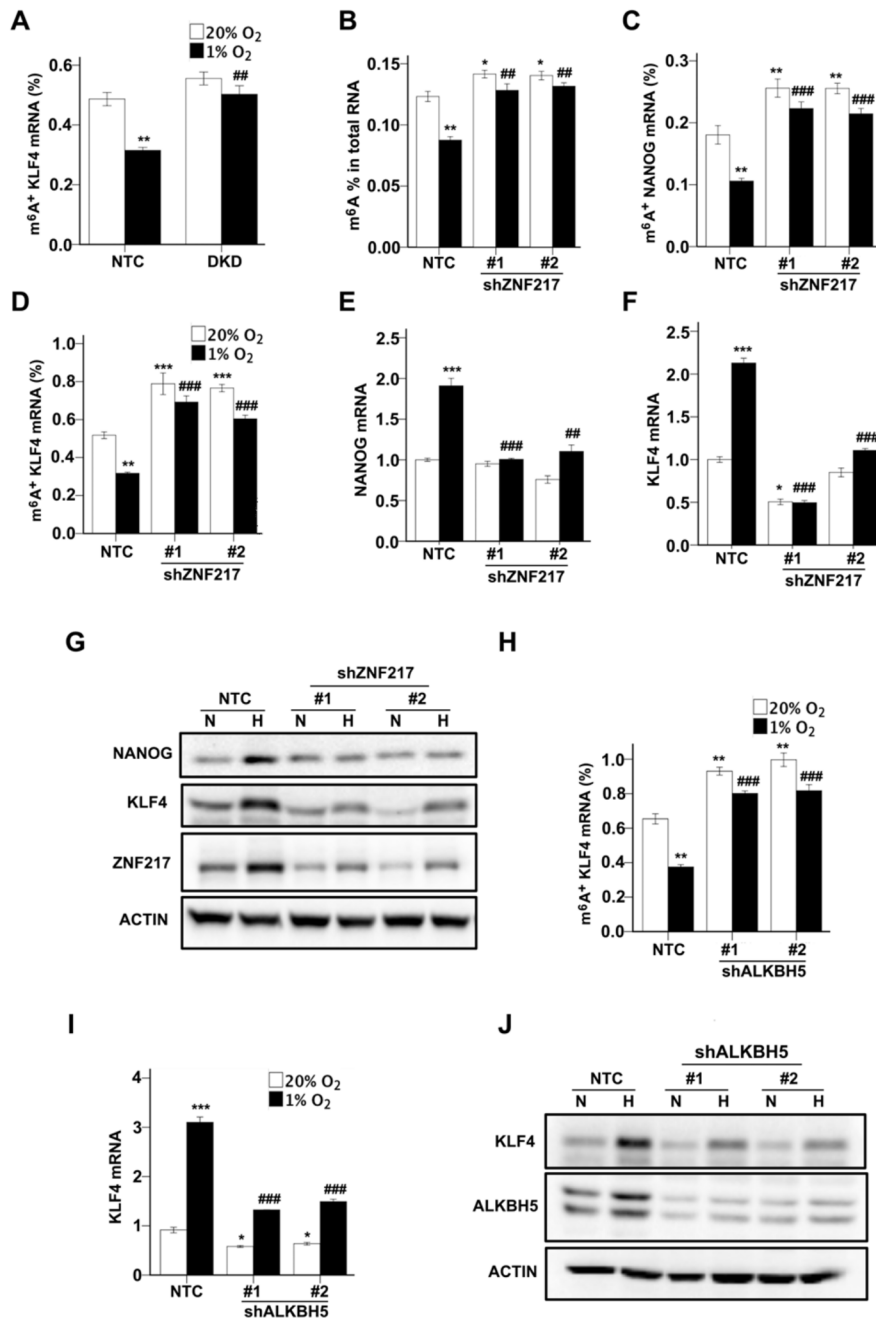 A
20% O2
1% O2
m6A+ KLF4 mRNA (%)
0.6
0.4
0.2
0.0
**
##
NTC DKD
B
m6A % in total RNA
0.15
0.10
0.05
0.00
**
*
##
*
##
NTC #1 #2
shZNF217
C
m6A+ NANOG mRNA (%)
0.3
0.2
0.1
0.0
**
**
###
**
###
NTC #1 #2
shZNF217
D
20% O2
1% O2
m6A+ KLF4 mRNA (%)
1.0
0.8
0.6
0.4
0.2
0.0
**
***
###
***
###
NTC #1 #2
shZNF217
E
NANOG mRNA
2.5
2.0
1.5
1.0
0.5
0.0
***
###
##
NTC #1 #2
shZNF217
F
KLF4 mRNA
2.5
2.0
1.5
1.0
0.5
0.0
***
*
###
###
NTC #1 #2
shZNF217
G
shZNF217
NTC #1 #2
N H N H N H
NANOG
KLF4
ZNF217
ACTIN
H
20% O2
1% O2
m6A+ KLF4 mRNA (%)
1.0
0.8
0.6
0.4
0.2
0.0
**
**
###
**
###
NTC #1 #2
shALKBH5
I
20% O2
1% O2
KLF4 mRNA
4
3
2
1
0
***
*
###
*
###
NTC #1 #2
shALKBH5
J
shALKBH5
NTC #1 #2
N H N H N H
KLF4
ALKBH5
ACTIN